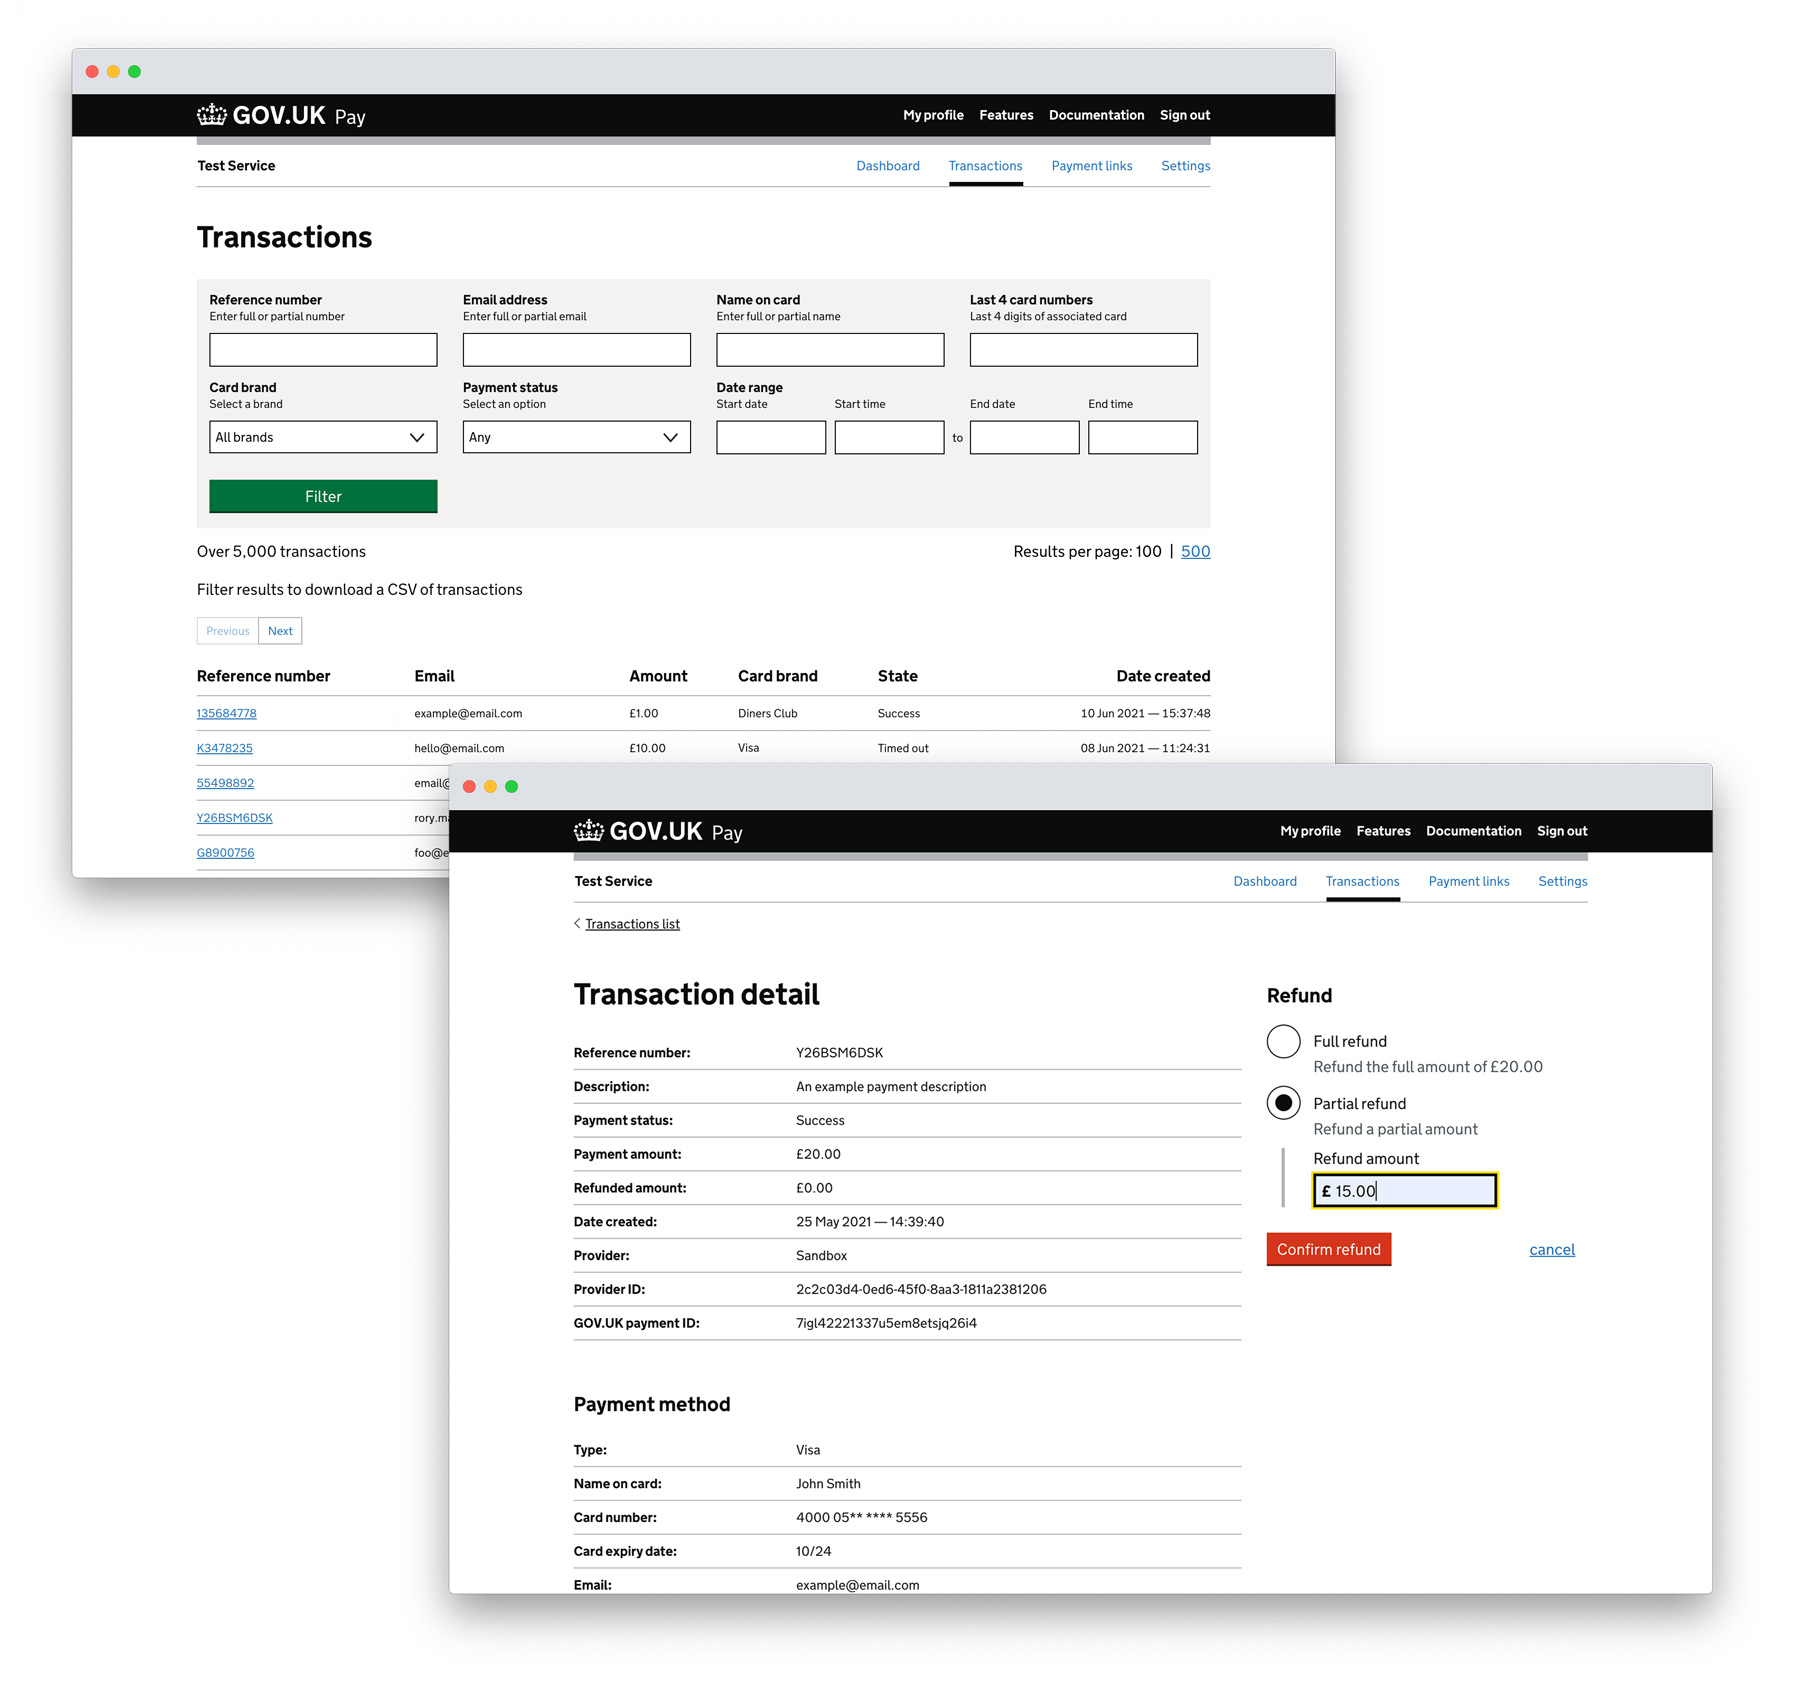 GOV.UK Pay
My profile Features Documentation Sign out
Test Service
Dashboard Transactions Payment links Settings
Transactions
Reference number Email address Name on card Last 4 card numbers
Enter full or partial number Enter full or partial email Enter full or partial name Last 4 digits of associated card
Card brand Payment status Date range
Select a brand Select an option Start date Start time End date End time
All brands Any to
Filter
Over 5,000 transactions Results per page: 100 | 500
Filter results to download a CSV of transactions
Previous Next
Reference number Email Amount Card brand State Date created
135684778 example@email.com £1.00 Diners Club Success 10 Jun 2021 — 15:37:48
K3478235 hello@email.com £10.00 Visa Timed out 08 Jun 2021 — 11:24:31
55498892 email@
Y26BSM6DSK rory.ma
G8900756 foo@e
GOV.UK Pay
My profile Features Documentation Sign out
Test Service
Dashboard Transactions Payment links Settings
Transactions list
Transaction detail
Reference number: Y26BSM6DSK
Description: An example payment description
Payment status: Success
Payment amount: £20.00
Refunded amount: £0.00
Date created: 25 May 2021 — 14:39:40
Provider: Sandbox
Provider ID: 2c2c03d4-0ed6-45f0-8aa3-1811a2381206
GOV.UK payment ID: 7igl42221337u5em8etsjq26i4
Payment method
Type: Visa
Name on card: John Smith
Card number: 4000 05** **** 5556
Card expiry date: 10/24
Email: example@email.com
Refund
Full refund
Refund the full amount of £20.00
Partial refund
Refund a partial amount
Refund amount
£ 15.00
Confirm refund cancel